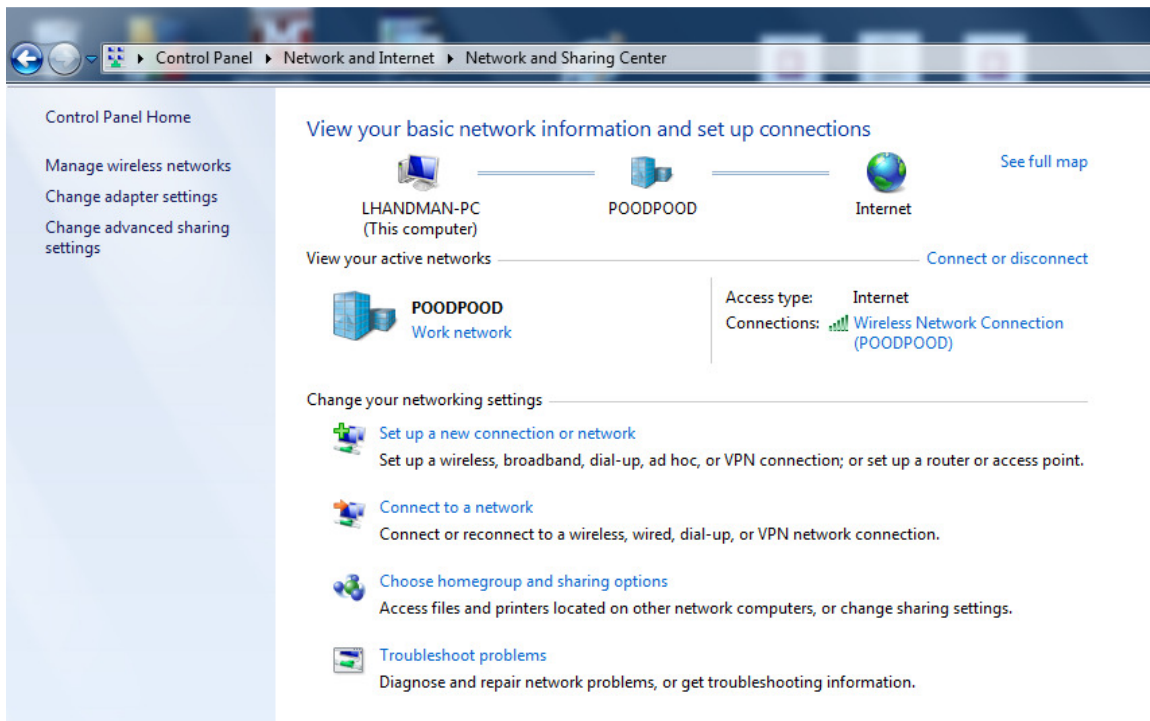 Control Panel Network and Internet Network and Sharing Center
Control Panel Home
Manage wireless networks
Change adapter settings
Change advanced sharing
settings
View your basic network information and set up connections
See full map
LHANDMAN-PC
(This computer)
POODPOOD
Internet
View your active networks
Connect or disconnect
POODPOOD
Work network
Access type: Internet
Connections: Wireless Network Connection
(POODPOOD)
Change your networking settings
Set up a new connection or network
Set up a wireless, broadband, dial-up, ad hoc, or VPN connection; or set up a router or access point.
Connect to a network
Connect or reconnect to a wireless, wired, dial-up, or VPN network connection.
Choose homegroup and sharing options
Access files and printers located on other network computers, or change sharing settings.
Troubleshoot problems
Diagnose and repair network problems, or get troubleshooting information.